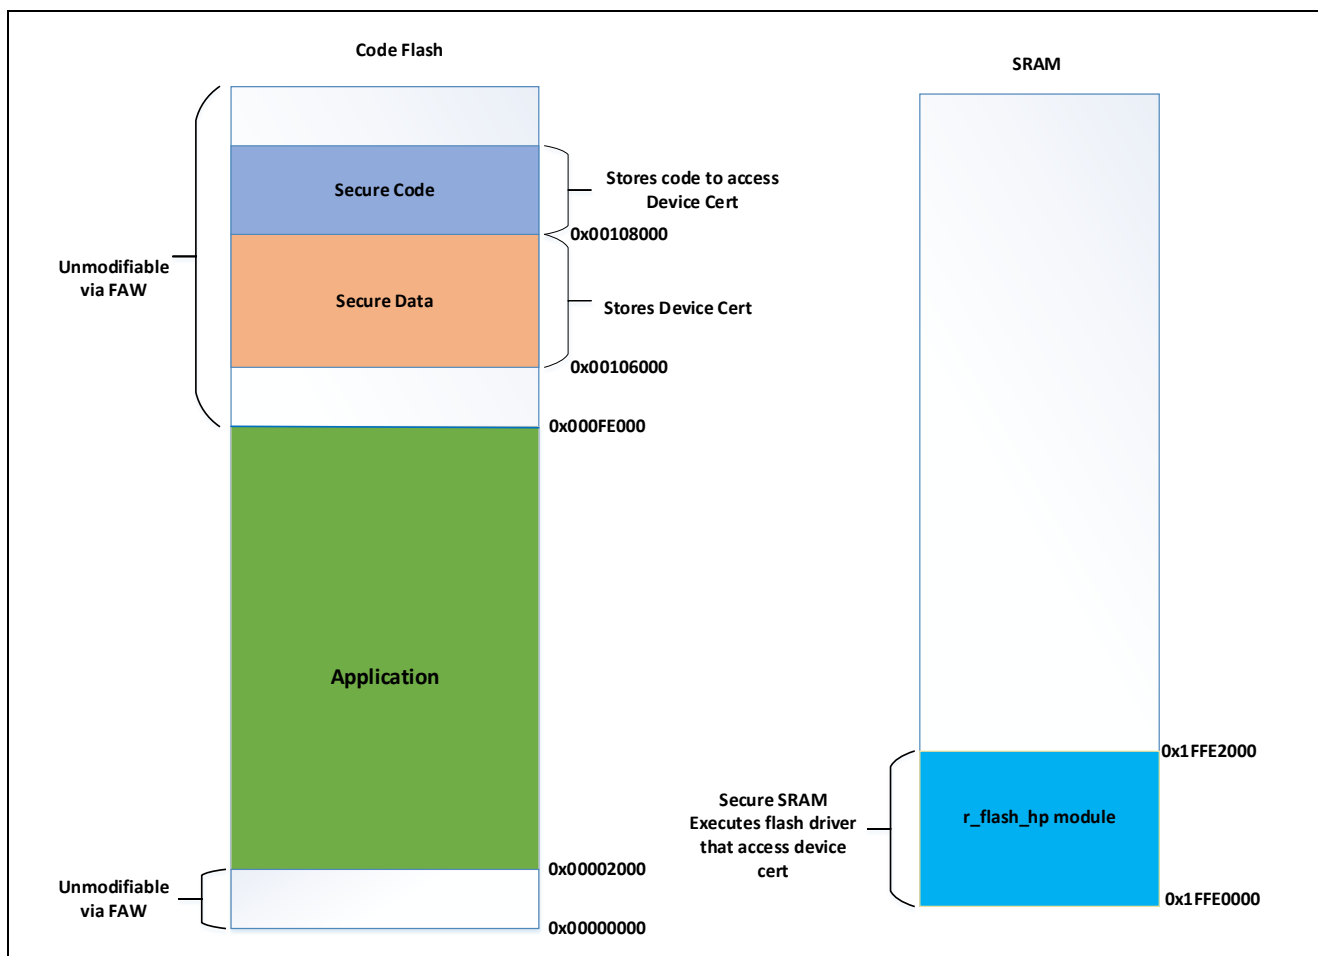 Code Flash
SRAM
Secure Code
Stores code to access
Device Cert
0x00108000
Unmodifiable
via FAW
Secure Data
Stores Device Cert
0x00106000
0x000FE000
Application
0x1FFE2000
Secure SRAM
Executes flash driver
that access device
cert
r_flash_hp module
0x00002000
Unmodifiable
via FAW
0x1FFE0000
0x00000000